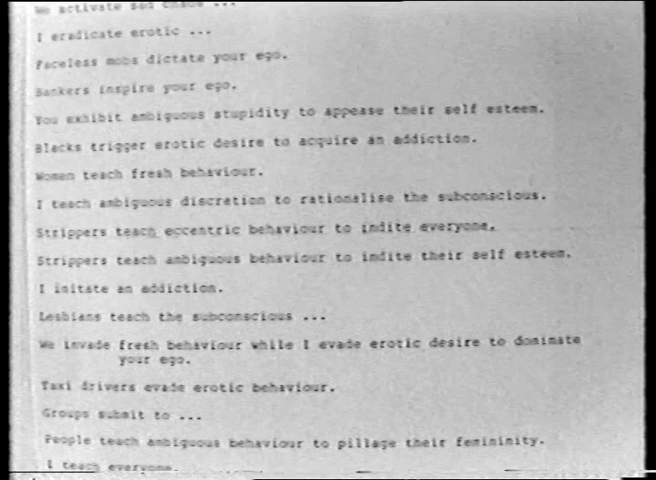 We activate sad chaos ...
I eradicate erotic ...
Faceless mobs dictate your ego.
Bankers inspire your ego.
You exhibit ambiguous stupidity to appease their self esteem.
Blacks trigger erotic desire to acquire an addiction.
Women teach fresh behaviour.
I teach ambiguous discretion to rationalise the subconscious.
Strippers teach eccentric behaviour to indite everyone.
Strippers teach ambiguous behaviour to indite their self esteem.
I imitate an addiction.
Lesbians teach the subconscious ...
We invade fresh behaviour while I evade erotic desire to dominate
your ego.
Taxi drivers evade erotic behaviour.
Groups submit to ...
People teach ambiguous behaviour to pillage their femininity.
I teach everyone.